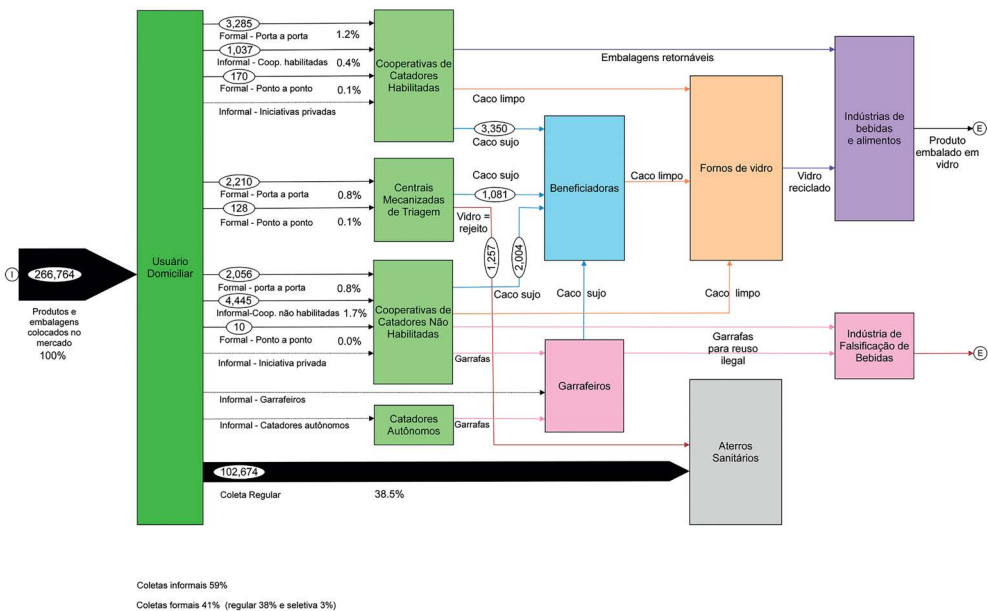 3,285
Formal - Porta a porta
1.2%
1,037
Informal - Coop. habilitadas
0.4%
170
Formal - Ponto a ponto
0.1%
Informal - Iniciativas privadas
Cooperativas de
Catadores
Habilitadas
Embalagens retornáveis
Caco limpo
3,350
Caco sujo
Indústrias de
bebidas
e alimentos
E
Produto
embalado em
vidro
2,210
Formal - Porta a porta
0.8%
128
Formal - Ponto a ponto
0.1%
Centrais
Mecanizadas
de Triagem
Caco sujo
1,081
Vidro =
rejeito
1,257
2,004
Caco sujo
Beneficiadoras
Caco limpo
Fornos de vidro
Vidro
reciclado
Usuário
Domiciliar
I
266,764
Produtos e
embalagens
colocados no
mercado
100%
2,056
Formal - porta a porta
0.8%
4,445
Informal-Coop. não habilitadas
1.7%
10
Formal - Ponto a ponto
0.0%
Informal - Iniciativa privada
Cooperativas de
Catadores Não
Habilitadas
Garrafas
Caco sujo
Caco limpo
Garrafas
para reuso
ilegal
Indústria de
Falsificação de
Bebidas
E
Informal - Garrafeiros
Garrafeiros
Informal - Catadores autônomos
Catadores
Autônomos
Garrafas
Aterros
Sanitários
102,674
Coleta Regular
38.5%
Coletas informais 59%
Coletas formais 41% (regular 38% e seletiva 3%)